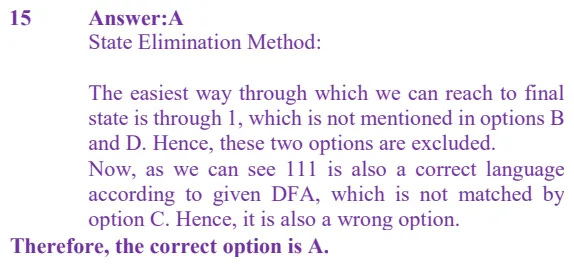 15 Answer:A
State Elimination Method:
The easiest way through which we can reach to final
state is through 1, which is not mentioned in options B
and D. Hence, these two options are excluded.
Now, as we can see 111 is also a correct language
according to given DFA, which is not matched by
option C. Hence, it is also a wrong option.
Therefore, the correct option is A.